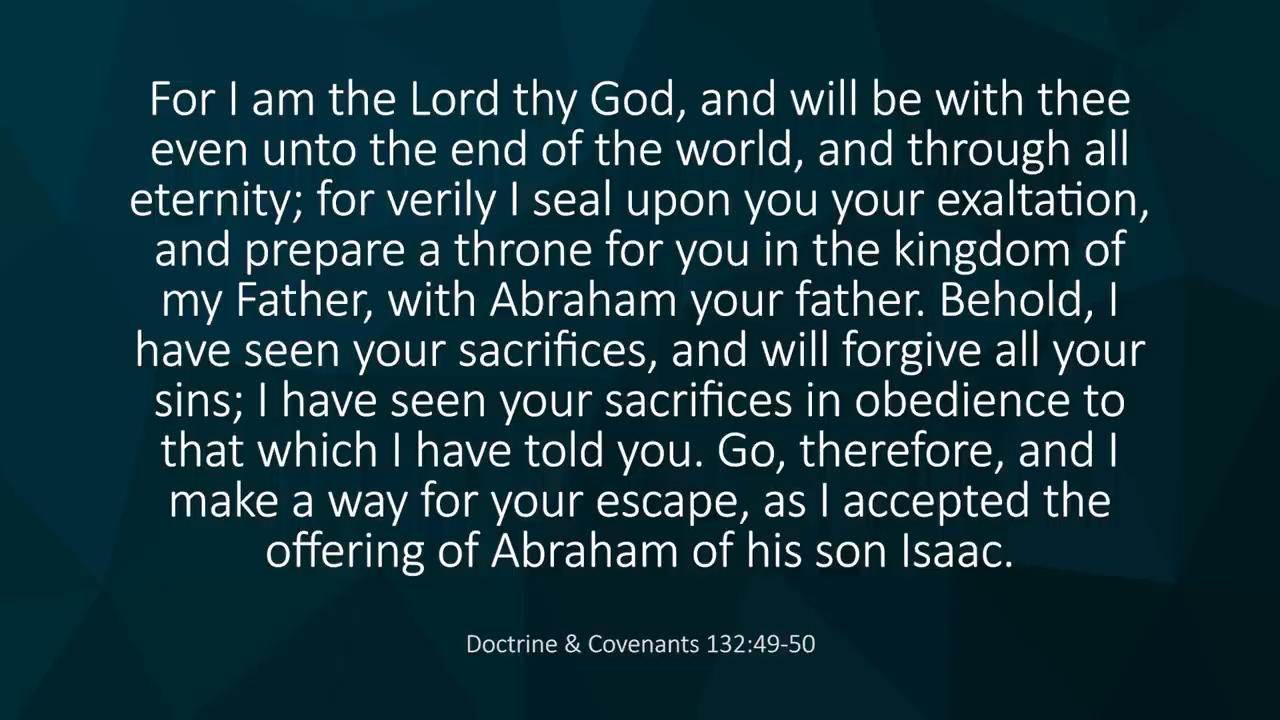 For I am the Lord thy God, and will be with thee
even unto the end of the world, and through all
eternity; for verily I seal upon you your exaltation,
and prepare a throne for you in the kingdom of
my Father, with Abraham your father. Behold, I
have seen your sacrifices, and will forgive all your
sins; I have seen your sacrifices in obedience to
that which I have told you. Go, therefore, and I
make a way for your escape, as I accepted the
offering of Abraham of his son Isaac.
Doctrine & Covenants 132:49-50